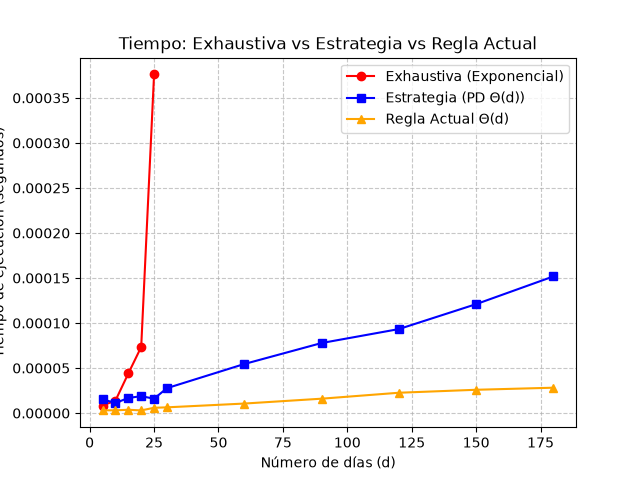 Tiempo: Exhaustiva vs Estrategia vs Regla Actual
Exhaustiva (Exponencial)
Estrategia (PD Θ(d))
Regla Actual Θ(d)
0.00035
0.00030
0.00025
0.00020
0.00015
0.00010
0.00005
0.00000
0 25 50 75 100 125 150 175
Número de días (d)